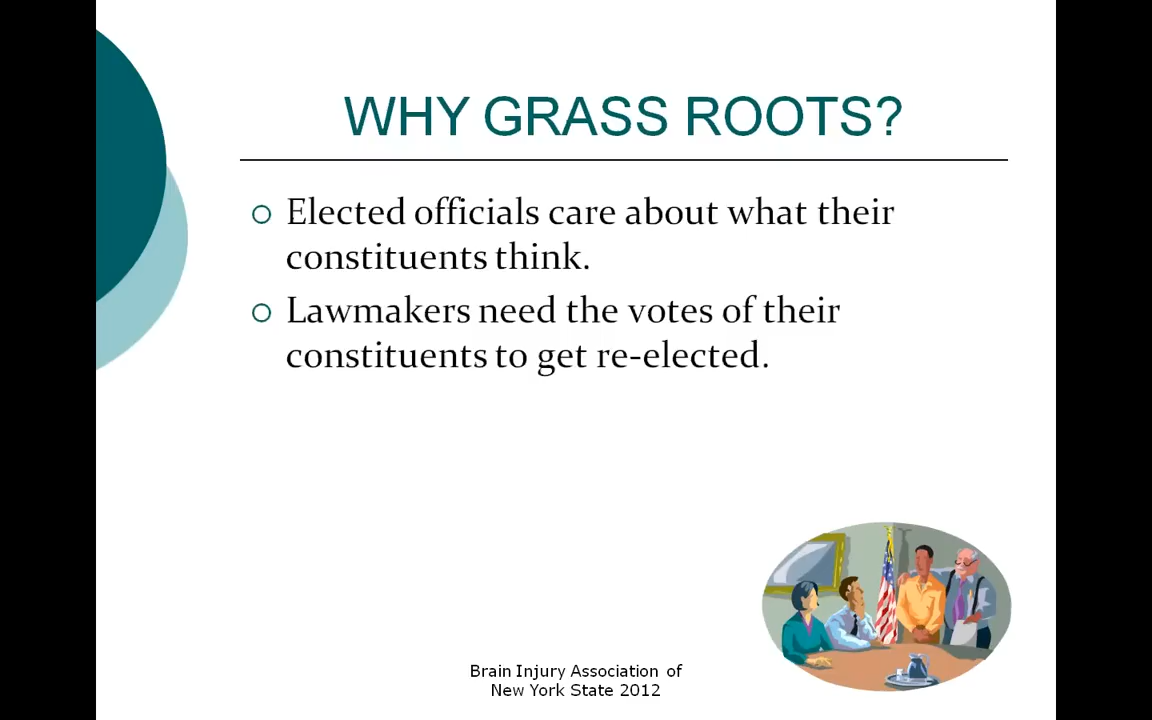 WHY GRASS ROOTS?
Elected officials care about what their
constituents think.
Lawmakers need the votes of their
constituents to get re-elected.
Brain Injury Association of
New York State 2012